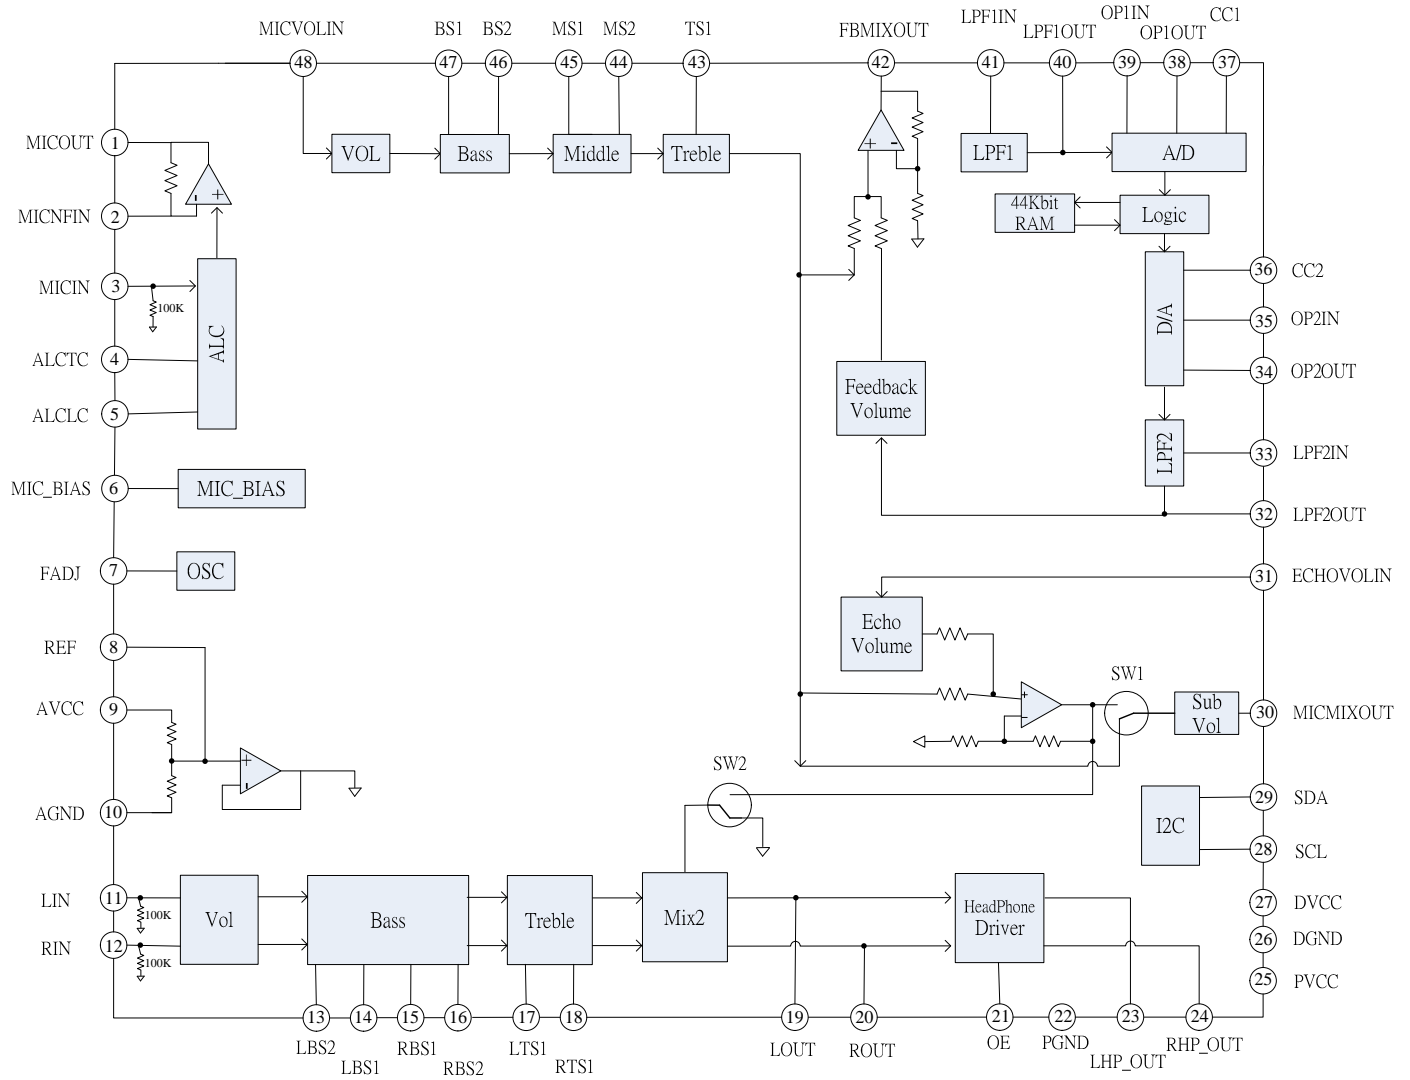 MICVOLIN
BS1
BS2
MS1
MS2
TS1
FBMIXOUT
LPF1IN
LPF1OUT
OP1IN
OP1OUT
CC1
48
47
46
45
44
43
42
41
40
39
38
37
MICOUT
1
VOL
Bass
Middle
Treble
+
-
LPF1
A/D
-
+
MICNFIN
2
44Kbit
RAM
Logic
MICIN
3
100K
ALC
D/A
36
CC2
35
OP2IN
ALCTC
4
34
OP2OUT
ALCLC
5
Feedback
Volume
LPF2
33
LPF2IN
MIC_BIAS
6
MIC_BIAS
32
LPF2OUT
FADJ
7
OSC
31
ECHOVOLIN
REF
8
Echo
Volume
SW1
AVCC
9
+
-
Sub
Vol
30
MICMIXOUT
+
-
SW2
AGND
10
I2C
29
SDA
28
SCL
LIN
11
100K
Vol
Bass
Treble
Mix2
HeadPhone
Driver
27
DVCC
RIN
12
100K
26
DGND
25
PVCC
13
14
15
16
17
18
19
20
21
22
23
24
LBS2
LBS1
RBS1
RBS2
LTS1
RTS1
LOUT
ROUT
OE
PGND
LHP_OUT
RHP_OUT